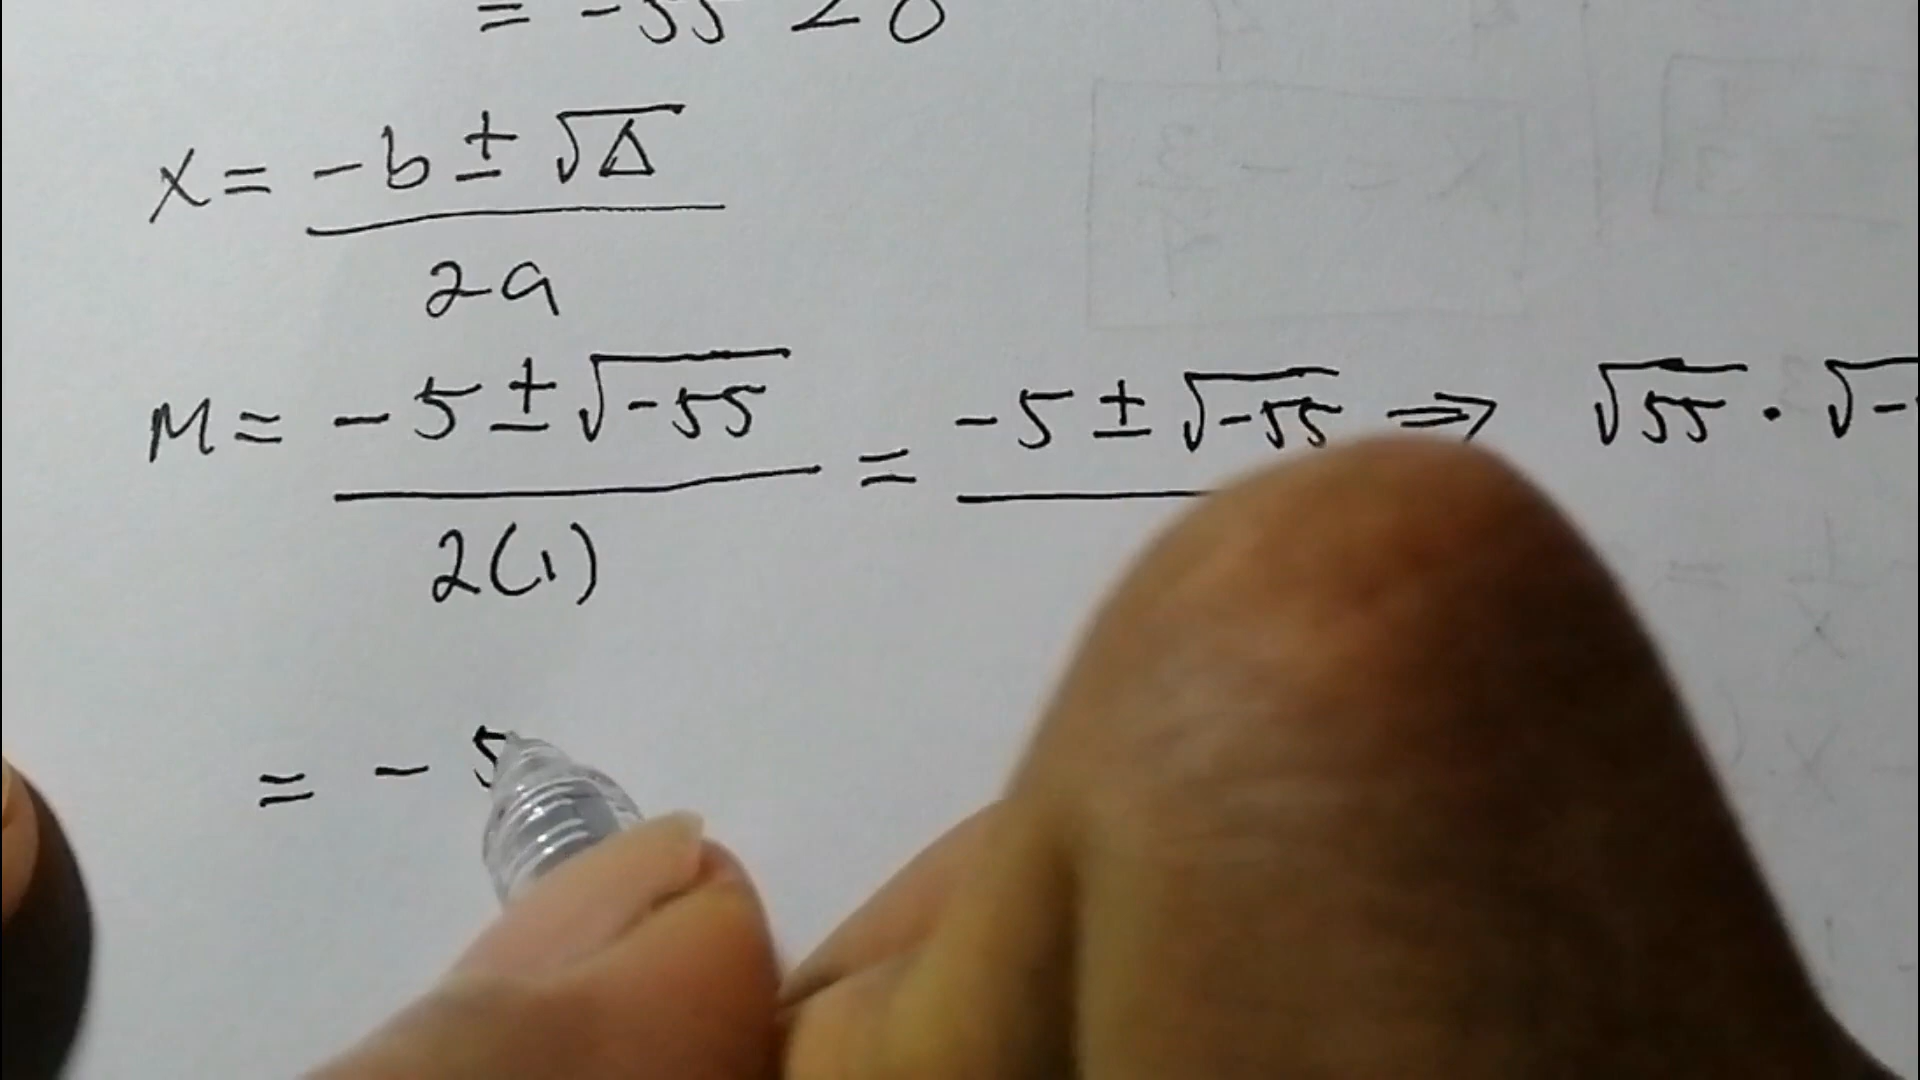 = -55 < 0
x = -b ± √Δ
2a
M = -5 ± √-55 = -5 ± √-55 ⇒ √55 · √-
2(1)
= - 5